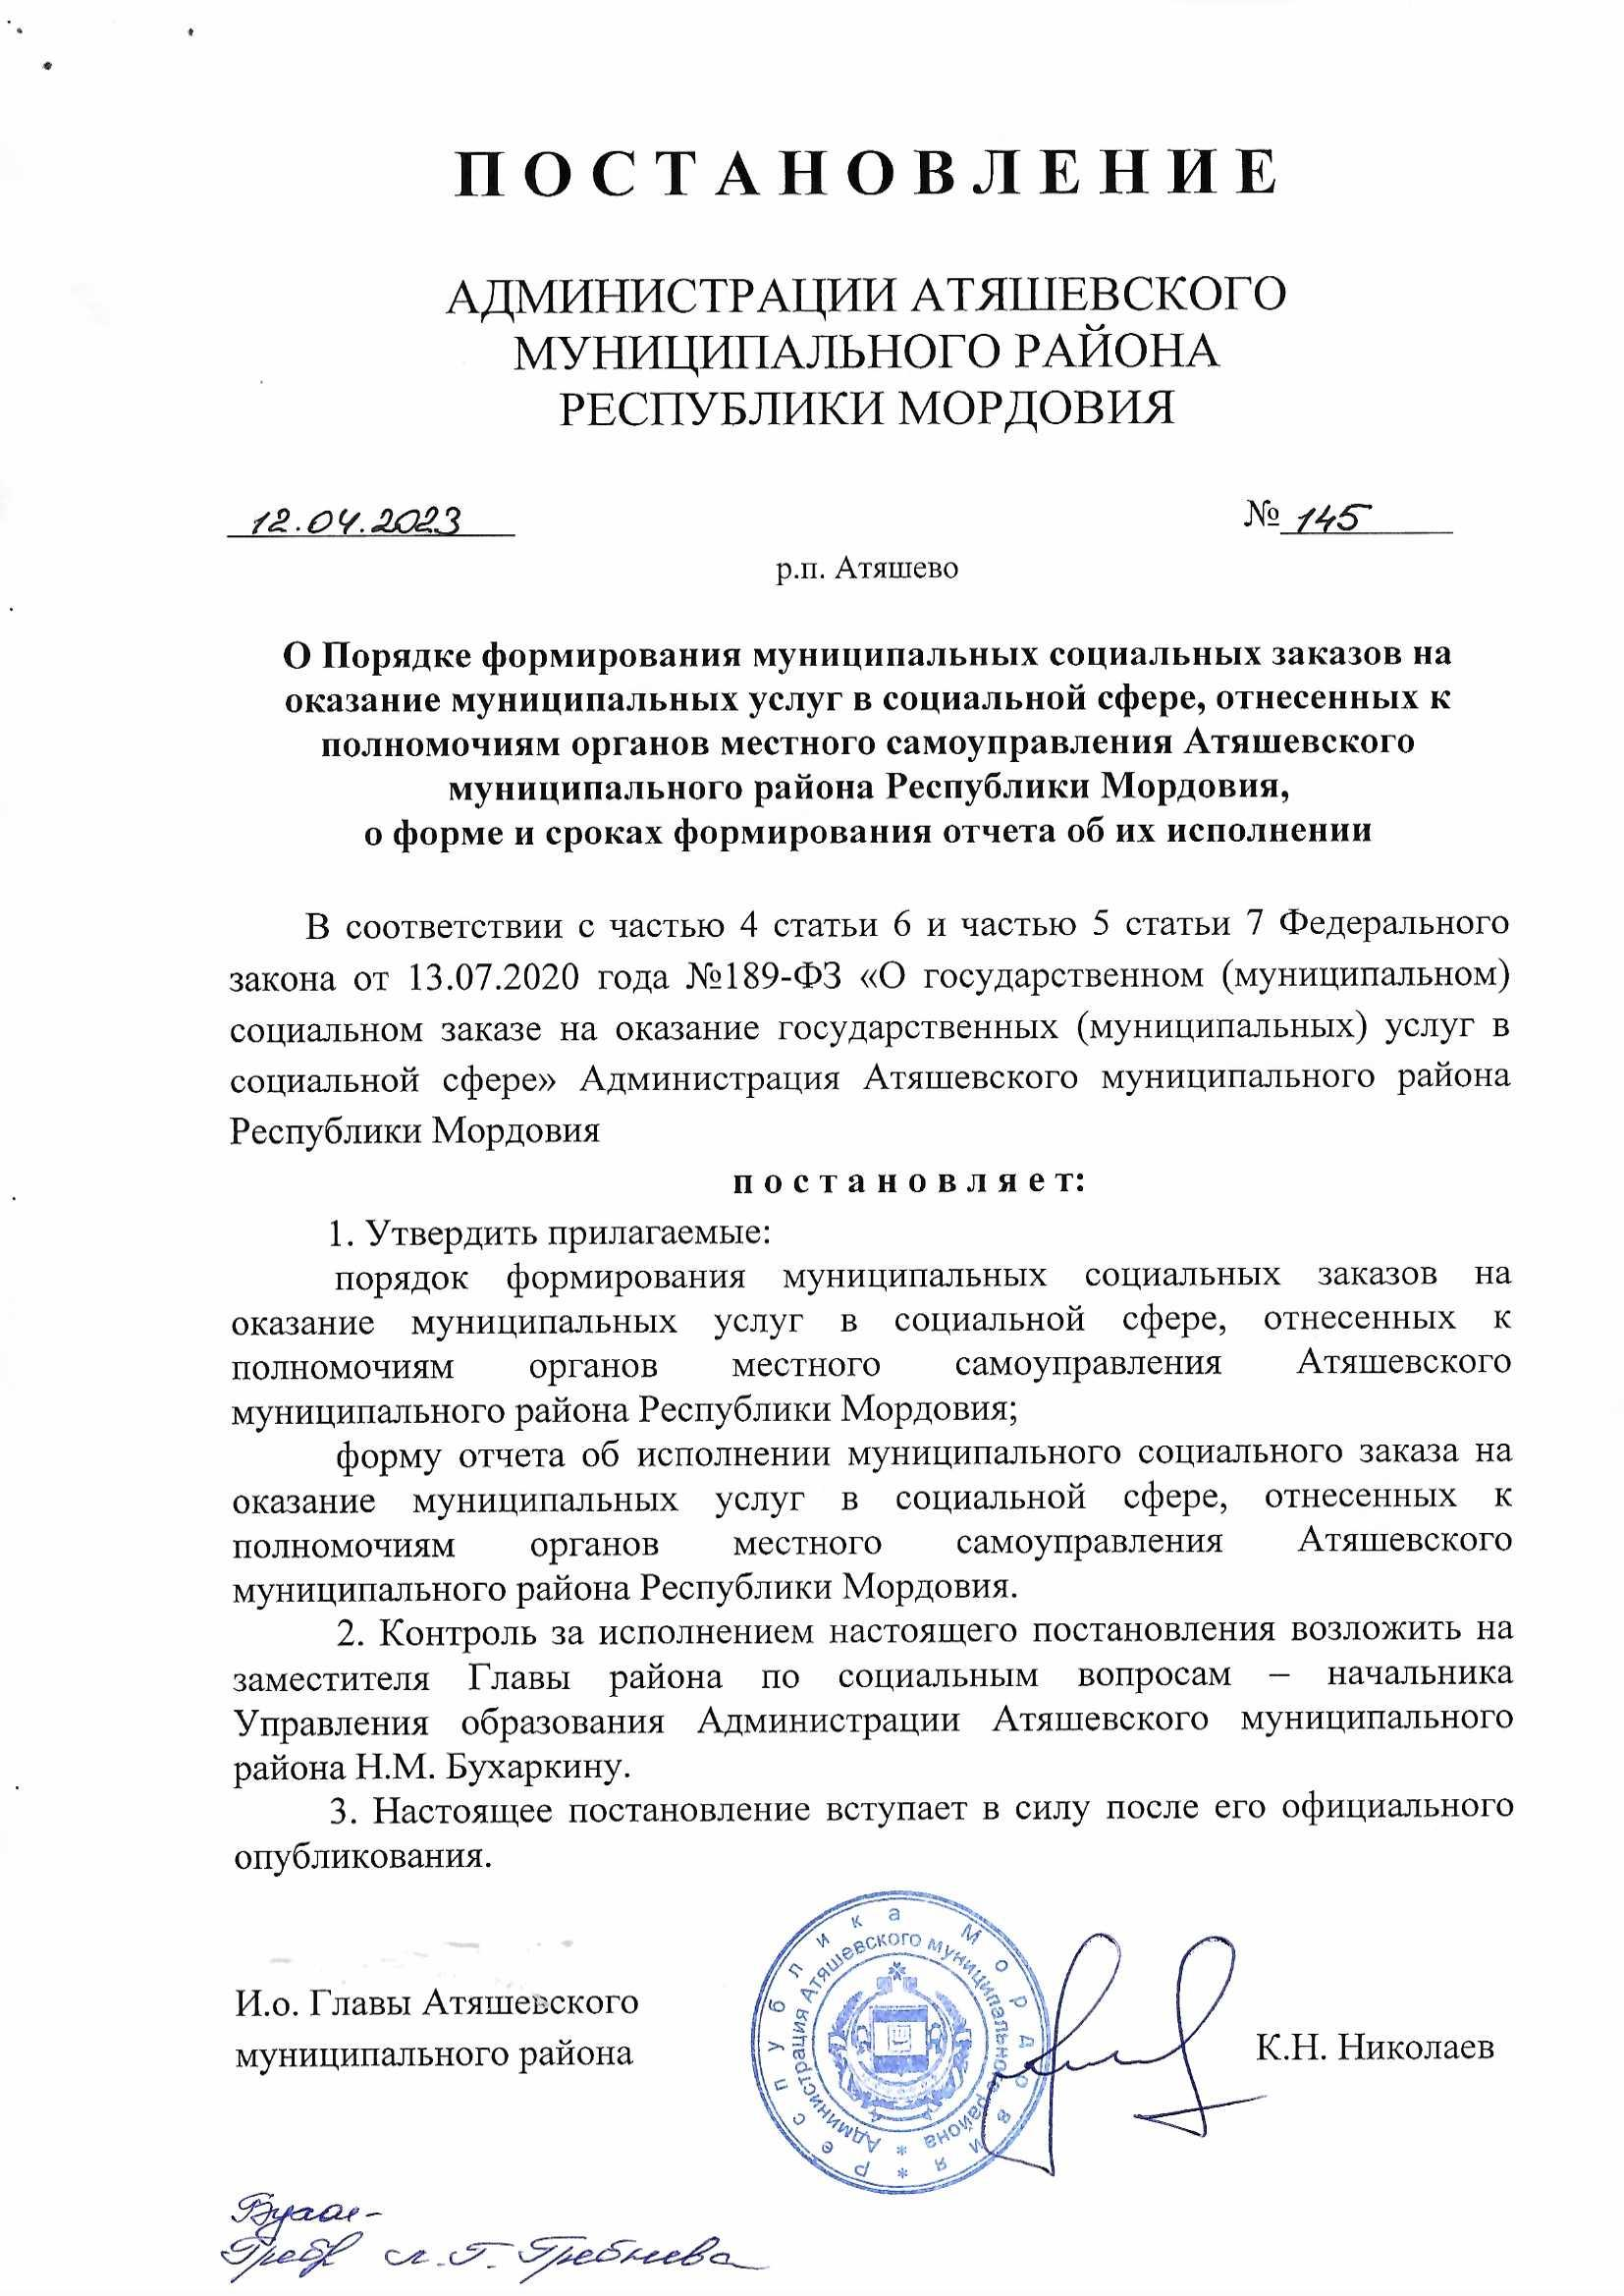 ПОСТАНОВЛЕНИЕ
АДМИНИСТРАЦИИ АТЯШЕВСКОГО
МУНИЦИПАЛЬНОГО РАЙОНА
РЕСПУБЛИКИ МОРДОВИЯ
12.04.2023 № 145
р.п. Атяшево
О Порядке формирования муниципальных социальных заказов на
оказание муниципальных услуг в социальной сфере, отнесенных к
полномочиям органов местного самоуправления Атяшевского
муниципального района Республики Мордовия,
о форме и сроках формирования отчета об их исполнении
В соответствии с частью 4 статьи 6 и частью 5 статьи 7 Федерального
закона от 13.07.2020 года №189-ФЗ «О государственном (муниципальном)
социальном заказе на оказание государственных (муниципальных) услуг в
социальной сфере» Администрация Атяшевского муниципального района
Республики Мордовия
постановляет:
1. Утвердить прилагаемые:
порядок формирования муниципальных социальных заказов на
оказание муниципальных услуг в социальной сфере, отнесенных к
полномочиям органов местного самоуправления Атяшевского
муниципального района Республики Мордовия;
форму отчета об исполнении муниципального социального заказа на
оказание муниципальных услуг в социальной сфере, отнесенных к
полномочиям органов местного самоуправления Атяшевского
муниципального района Республики Мордовия.
2. Контроль за исполнением настоящего постановления возложить на
заместителя Главы района по социальным вопросам – начальника
Управления образования Администрации Атяшевского муниципального
района Н.М. Бухаркину.
3. Настоящее постановление вступает в силу после его официального
опубликования.
Республика Мордовия
Администрация Атяшевского муниципального района
И.о. Главы Атяшевского
муниципального района
К.Н. Николаев
Гребнева